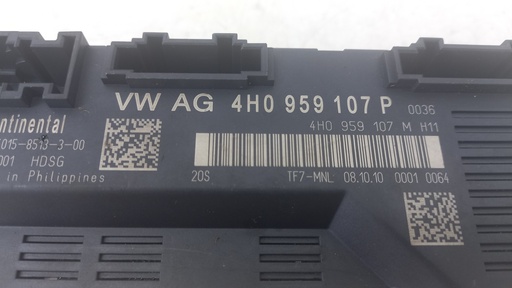 VW AG 4H0 959 107 P 0036
4H0 959 107 M H11
ntinental
015-8513-3-00
001 HDSG
in Philippines
20S TF7-MNL 08.10.10 0001 0064